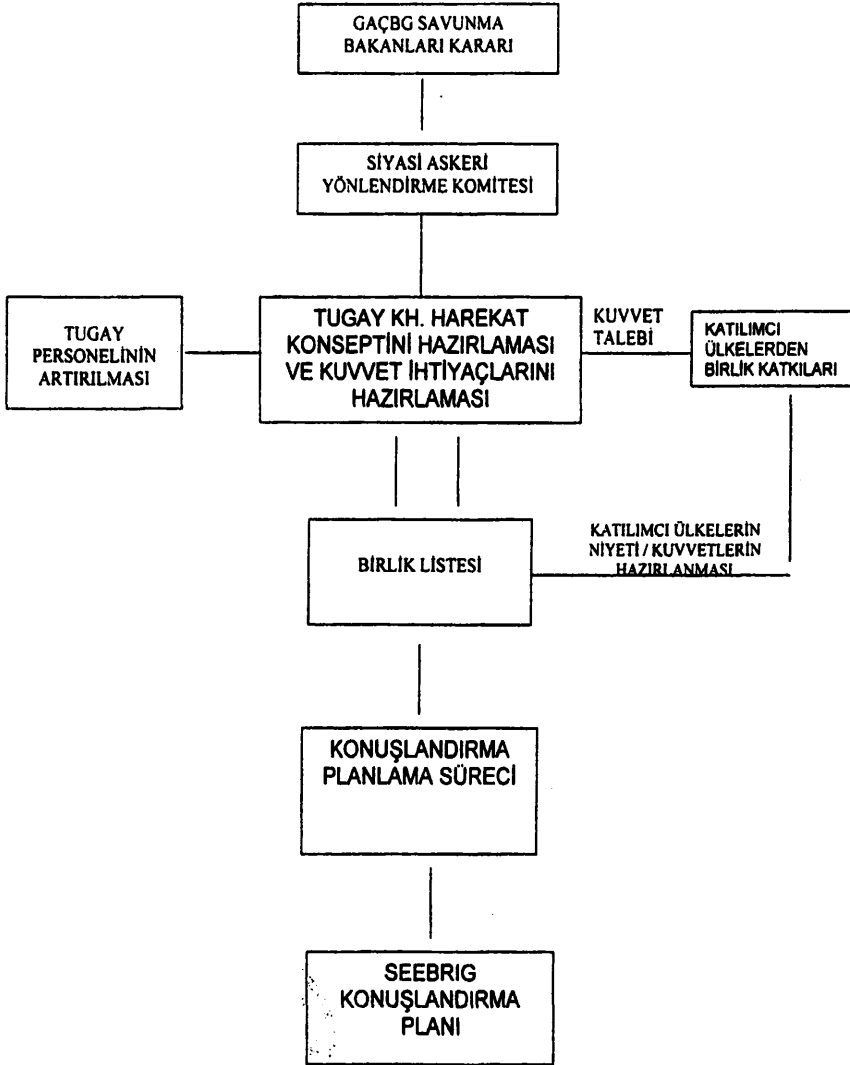 GAÇBG SAVUNMA
BAKANLARI KARARI
SİYASİ ASKERİ
YÖNLENDİRME KOMİTESİ
TUGAY
PERSONELİNİN
ARTIRILMASI
TUGAY KH. HAREKAT
KONSEPTİNİ HAZIRLAMASI
VE KUVVET İHTİYAÇLARINI
HAZIRLAMASI
KUVVET
TALEBİ
KATILIMCI
ÜLKELERDEN
BİRLİK KATKILARI
BİRLİK LİSTESİ
KATILIMCI ÜLKELERİN
NİYETİ / KUVVETLERİN
HAZIRLANMASI
KONUŞLANDIRMA
PLANLAMA SÜRECİ
SEEBRIG
KONUŞLANDIRMA
PLANI